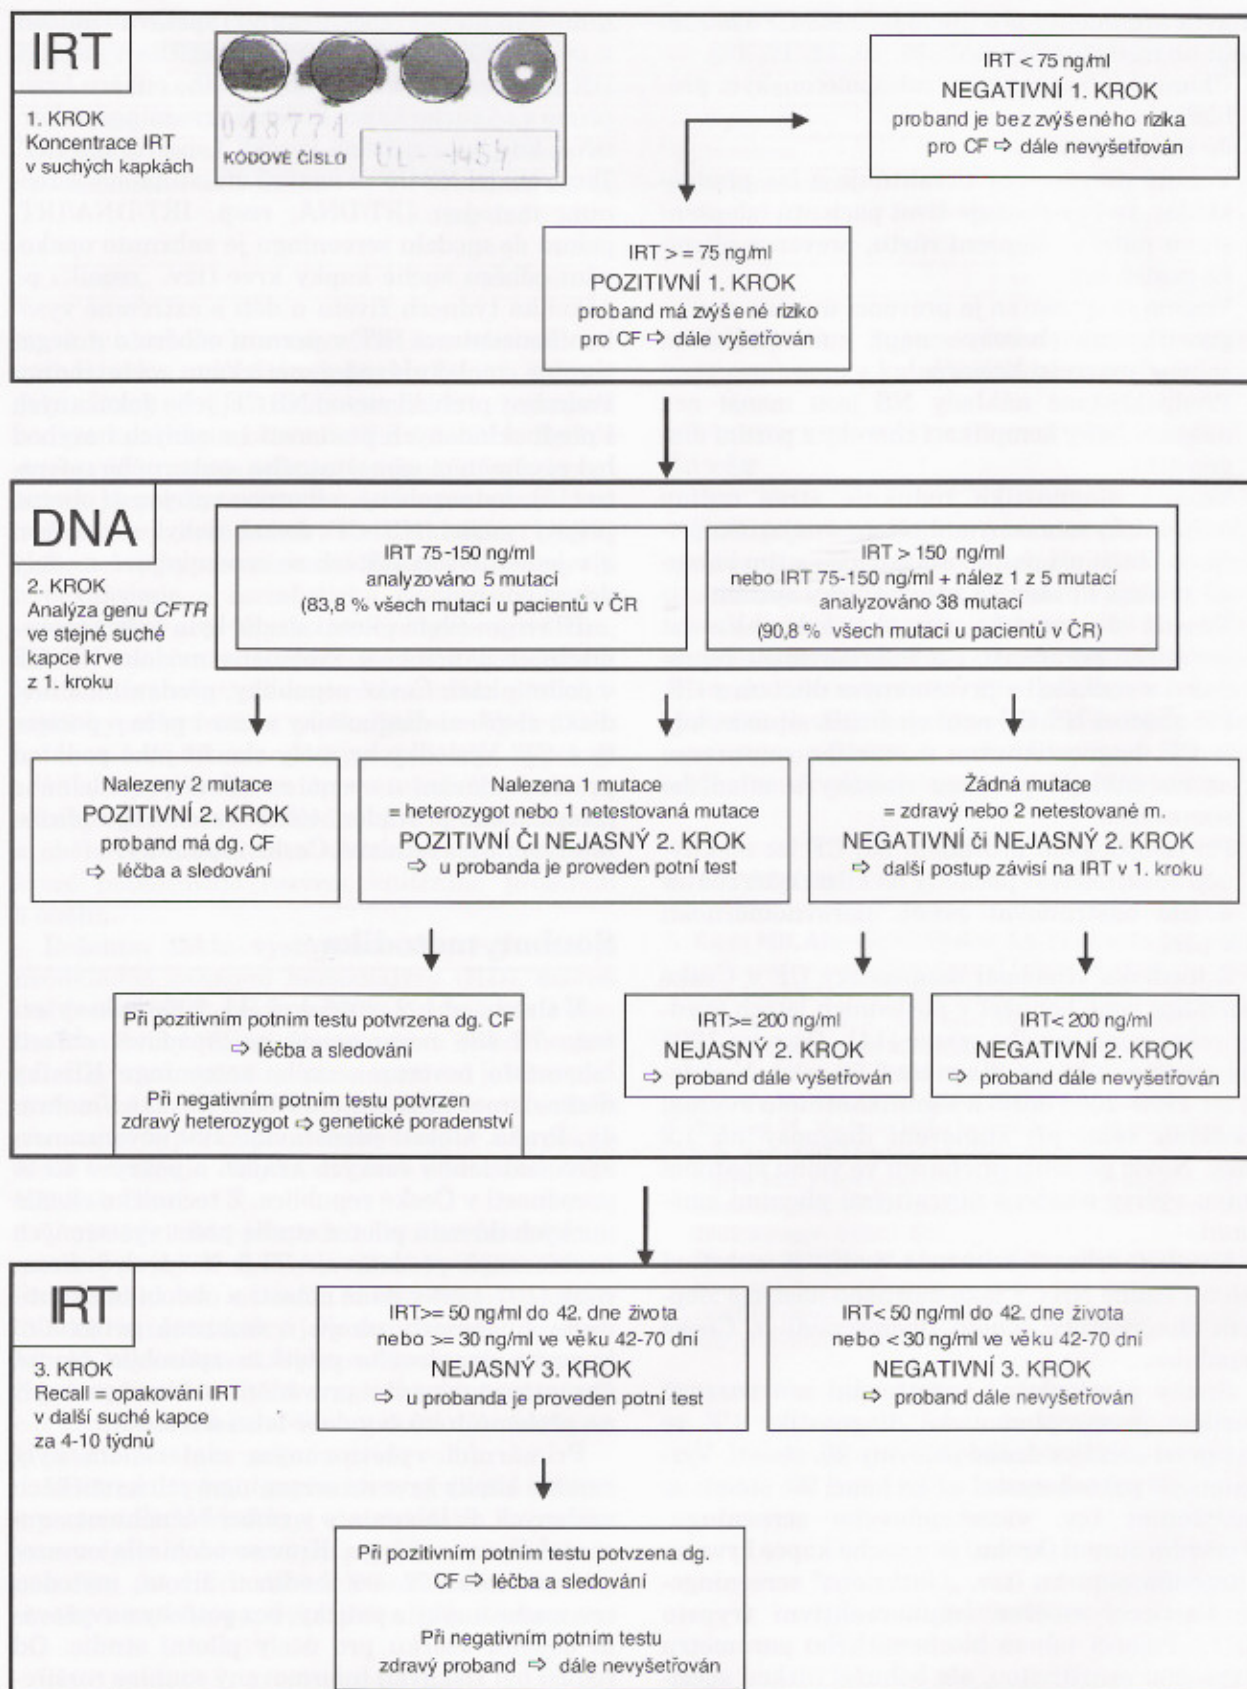 IRT
1. KROK
Koncentrace IRT
v suchých kapkách
048774
KÓDOVÉ ČÍSLO
IRT < 75 ng/ml
NEGATIVNÍ 1. KROK
proband je bez zvýšeného rizika
pro CF ⇨ dále nevyšetřován
IRT > = 75 ng/ml
POZITIVNÍ 1. KROK
proband má zvýšené riziko
pro CF ⇨ dále vyšetřován
DNA
2. KROK
Analýza genu CFTR
ve stejné suché
kapce krve
z 1. kroku
IRT 75-150 ng/ml
analyzováno 5 mutací
(83,8 % všech mutací u pacientů v ČR)
IRT > 150 ng/ml
nebo IRT 75-150 ng/ml + nález 1 z 5 mutací
analyzováno 38 mutací
(90,8 % všech mutací u pacientů v ČR)
Nalezeny 2 mutace
POZITIVNÍ 2. KROK
proband má dg. CF
⇨ léčba a sledování
Nalezena 1 mutace
= heterozygot nebo 1 netestovaná mutace
POZITIVNÍ ČI NEJASNÝ 2. KROK
⇨ u probanda je proveden potní test
Žádná mutace
= zdravý nebo 2 netestované m.
NEGATIVNÍ či NEJASNÝ 2. KROK
⇨ další postup závisí na IRT v 1. kroku
Při pozitivním potním testu potvrzena dg. CF
⇨ léčba a sledování
Při negativním potním testu potvrzen
zdravý heterozygot ⇨ genetické poradenství
IRT>= 200 ng/ml
NEJASNÝ 2. KROK
⇨ proband dále vyšetřován
IRT< 200 ng/ml
NEGATIVNÍ 2. KROK
⇨ proband dále nevyšetřován
IRT
3. KROK
Recall = opakování IRT
v další suché kapce
za 4-10 týdnů
IRT>= 50 ng/ml do 42. dne života
nebo >= 30 ng/ml ve věku 42-70 dní
NEJASNÝ 3. KROK
⇨ u probanda je proveden potní test
IRT< 50 ng/ml do 42. dne života
nebo < 30 ng/ml ve věku 42-70 dní
NEGATIVNÍ 3. KROK
⇨ proband dále nevyšetřován
Při pozitivním potním testu potvzena dg.
CF ⇨ léčba a sledování
Při negativním potním testu
zdravý proband ⇨ dále nevyšetřován